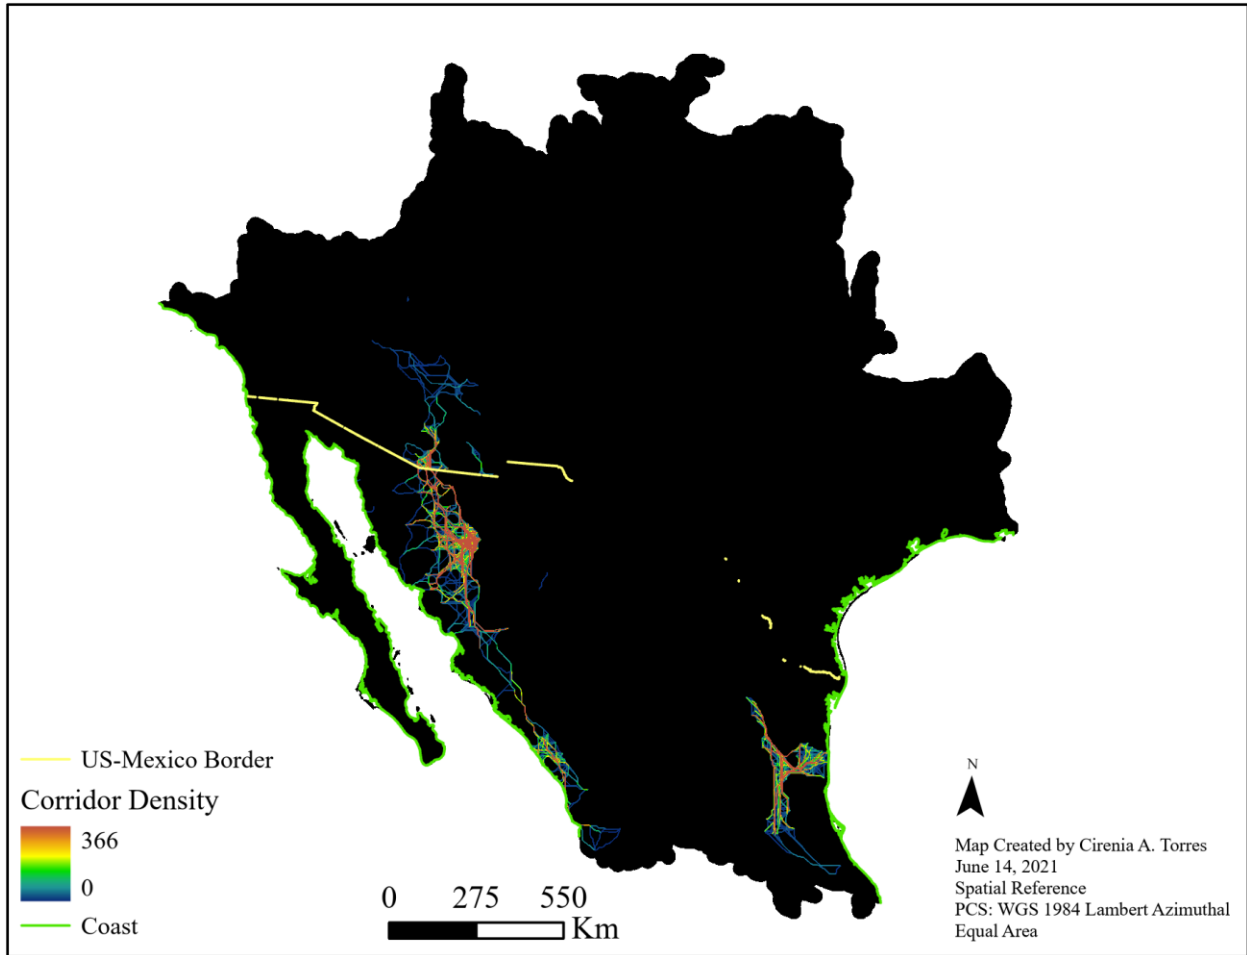 US-Mexico Border
Corridor Density
366
0
Coast
0 275 550
Km
N
Map Created by Cirenia A. Torres
June 14, 2021
Spatial Reference
PCS: WGS 1984 Lambert Azimuthal
Equal Area